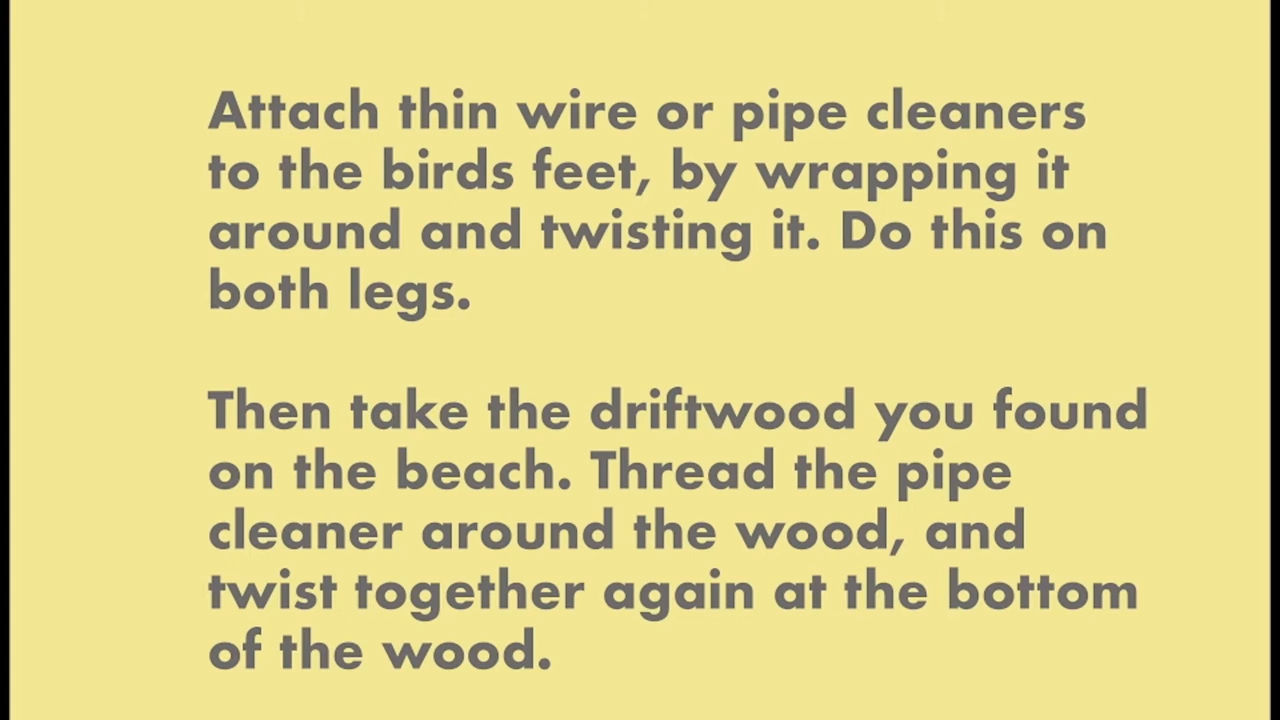 Attach thin wire or pipe cleaners
to the birds feet, by wrapping it
around and twisting it. Do this on
both legs.
Then take the driftwood you found
on the beach. Thread the pipe
cleaner around the wood, and
twist together again at the bottom
of the wood.